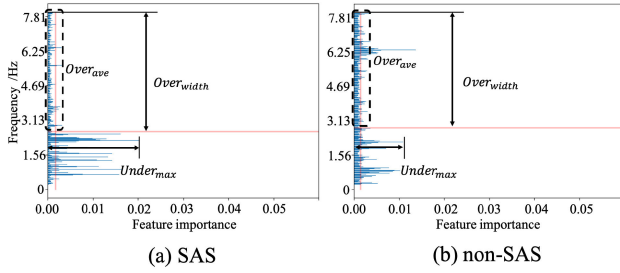 7.81
6.25
4.69
3.13
1.56
0
Frequency /Hz
Over_ave
Over_width
Under_max
0.00 0.01 0.02 0.03 0.04 0.05
Feature importance
(a) SAS
7.81
6.25
4.69
3.13
1.56
0
Over_ave
Over_width
Under_max
0.00 0.01 0.02 0.03 0.04 0.05
Feature importance
(b) non-SAS